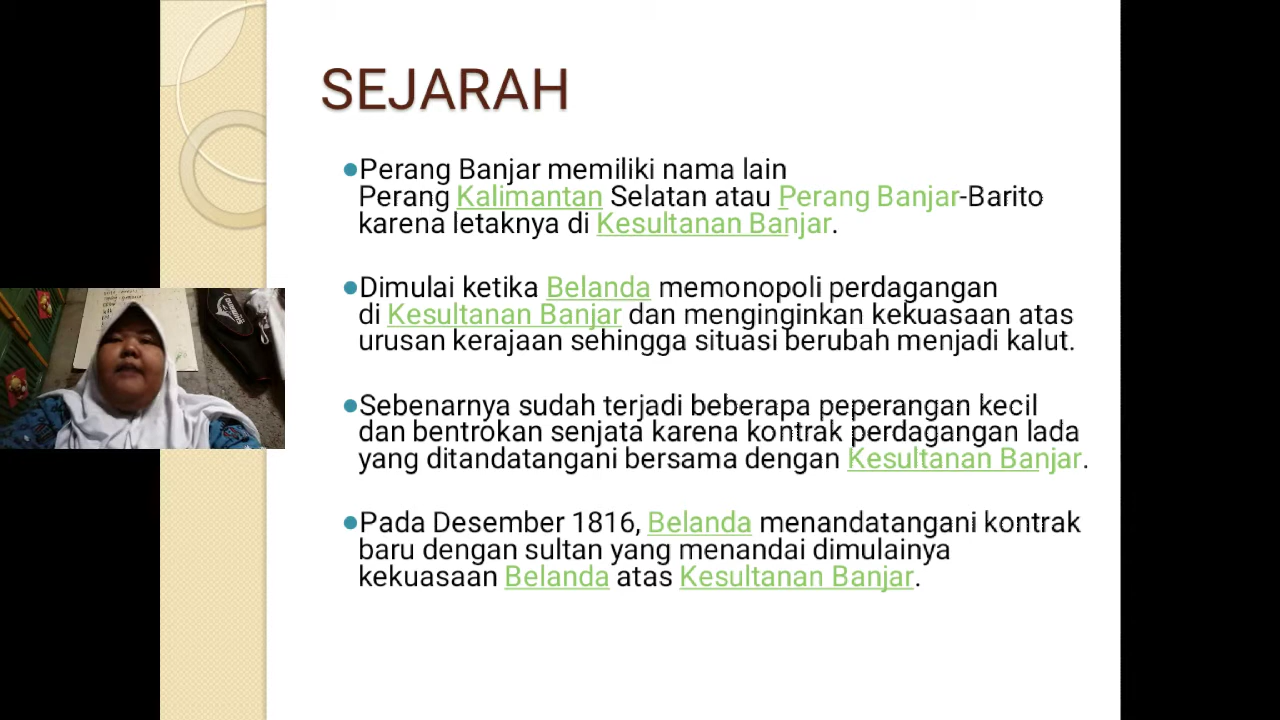 SEJARAH
•Perang Banjar memiliki nama lain
Perang Kalimantan Selatan atau Perang Banjar-Barito
karena letaknya di Kesultanan Banjar.
•Dimulai ketika Belanda memonopoli perdagangan
di Kesultanan Banjar dan menginginkan kekuasaan atas
urusan kerajaan sehingga situasi berubah menjadi kalut.
•Sebenarnya sudah terjadi beberapa peperangan kecil
dan bentrokan senjata karena kontrak perdagangan lada
yang ditandatangani bersama dengan Kesultanan Banjar.
•Pada Desember 1816, Belanda menandatangani kontrak
baru dengan sultan yang menandai dimulainya
kekuasaan Belanda atas Kesultanan Banjar.